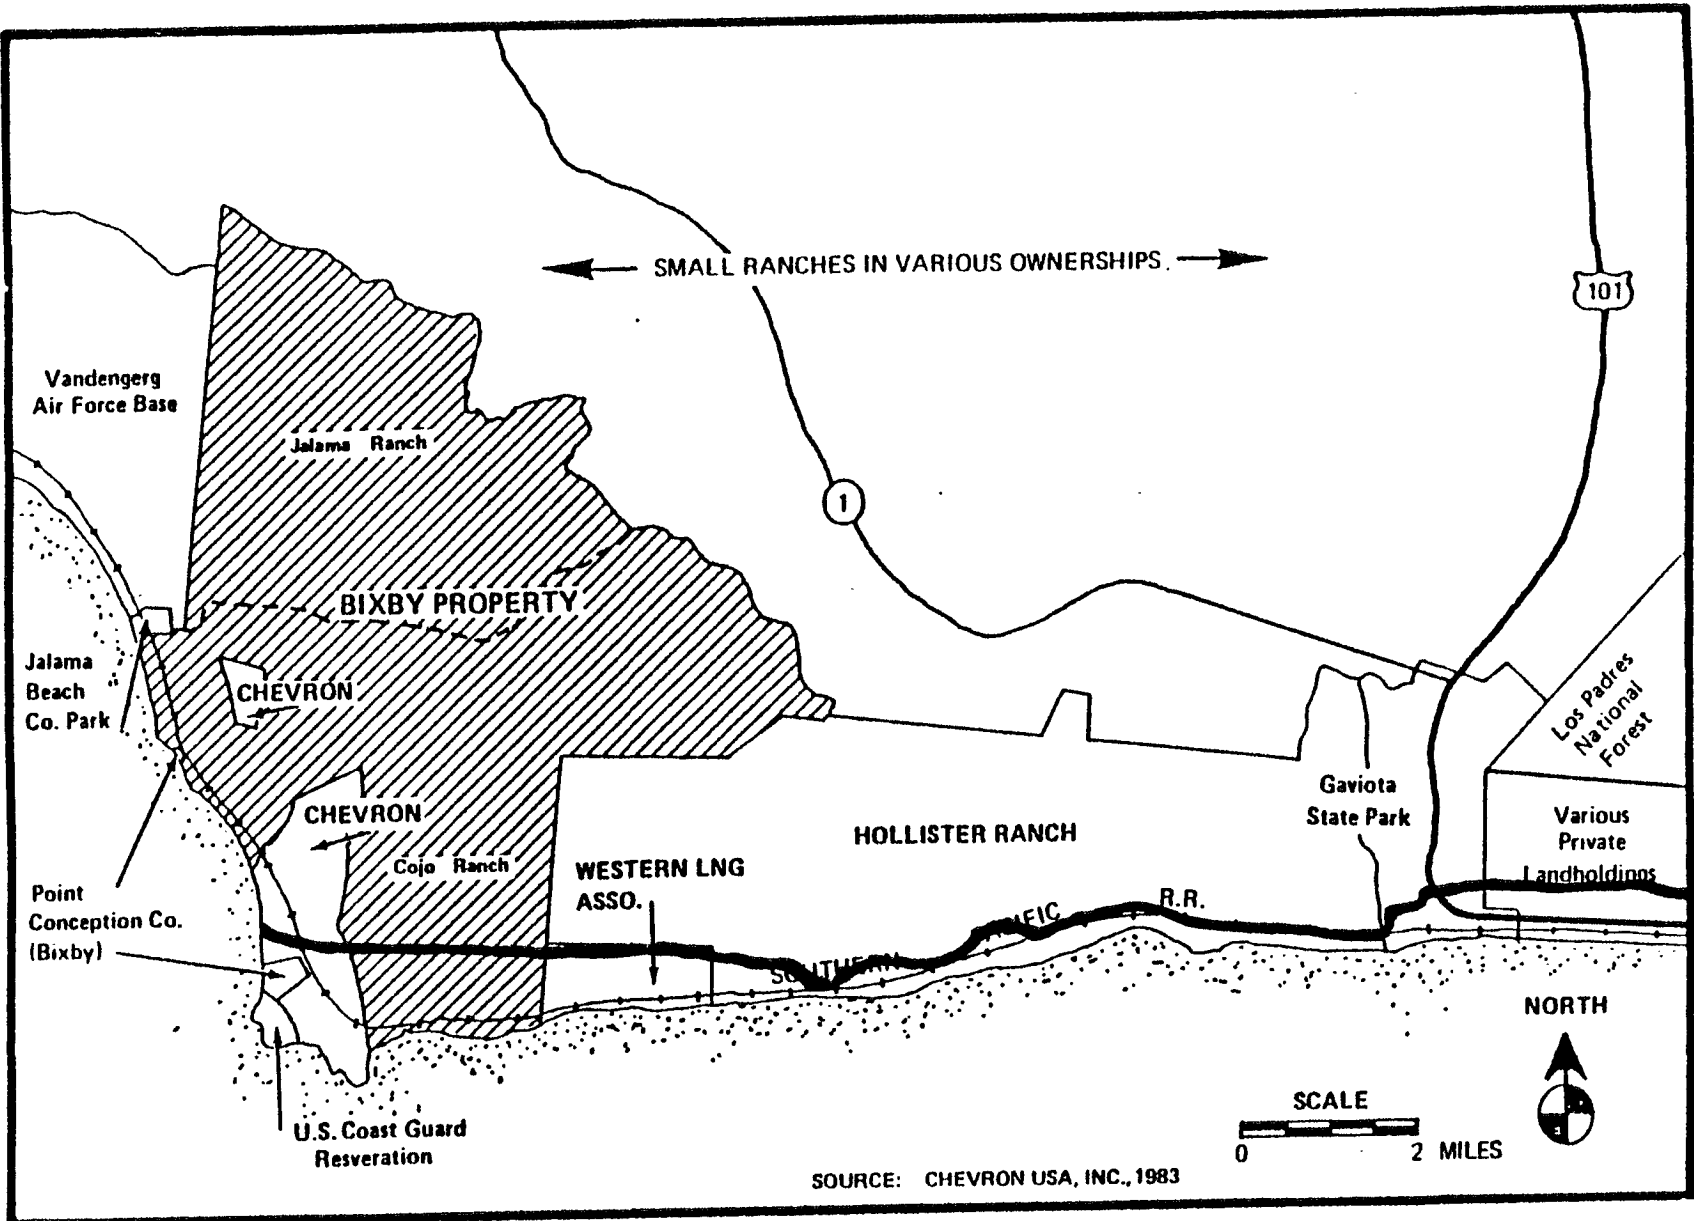 SMALL RANCHES IN VARIOUS OWNERSHIPS.
101
Vandengerg
Air Force Base
Jalama Ranch
1
BIXBY PROPERTY
Jalama
Beach
Co. Park
CHEVRON
Los Padres
National
Forest
Gaviota
State Park
CHEVRON
HOLLISTER RANCH
Various
Private
Landholdings
Cojo Ranch
WESTERN LNG
ASSO.
Point
Conception Co.
(Bixby)
SOUTHERN
IFIC
R.R.
NORTH
U.S. Coast Guard
Resveration
SCALE
0 2 MILES
SOURCE: CHEVRON USA, INC., 1983